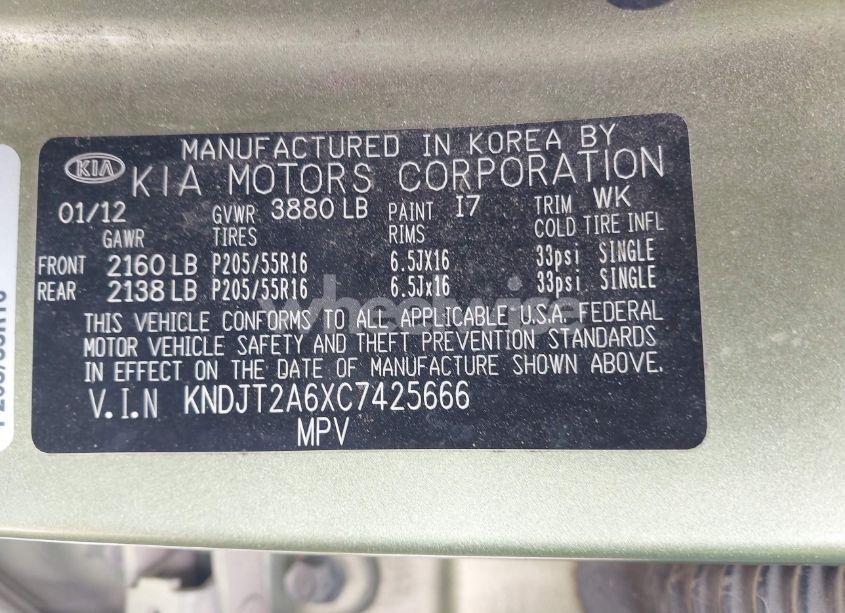 MANUFACTURED IN KOREA BY
KIA KIA MOTORS CORPORATION
01/12 GVWR 3880 LB PAINT I7 TRIM WK
GAWR TIRES RIMS COLD TIRE INFL
FRONT 2160 LB P205/55R16 6.5JX16 33psi SINGLE
REAR 2138 LB P205/55R16 6.5Jx16 33psi SINGLE
wheelwise
THIS VEHICLE CONFORMS TO ALL APPLICABLE U.S.A. FEDERAL
MOTOR VEHICLE SAFETY AND THEFT PREVENTION STANDARDS
IN EFFECT ON THE DATE OF MANUFACTURE SHOWN ABOVE.
V.I.N KNDJT2A6XC7425666
MPV